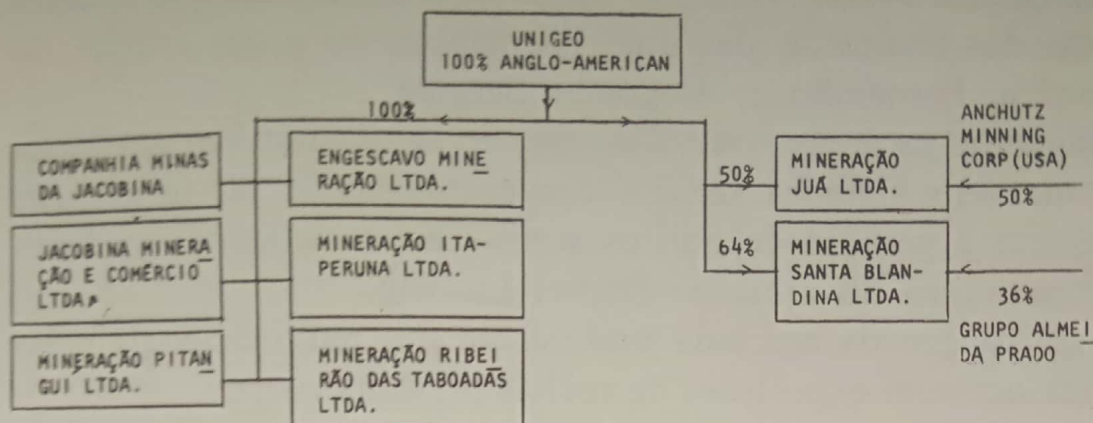 UNIGEO
100% ANGLO-AMERICAN
100%
COMPANHIA MINAS
DA JACOBINA
ENGESCAVO MINE
RAÇÃO LTDA.
JACOBINA MINERA
ÇÃO E COMÉRCIO
LTDA.
MINERAÇÃO ITA-
PERUNA LTDA.
MINERAÇÃO PITAN
GUI LTDA.
MINERAÇÃO RIBEI
RÃO DAS TABOADAS
LTDA.
50%
MINERAÇÃO
JUÁ LTDA.
ANCHUTZ
MINNING
CORP(USA)
50%
64%
MINERAÇÃO
SANTA BLAN-
DINA LTDA.
36%
GRUPO ALMEI
DA PRADO